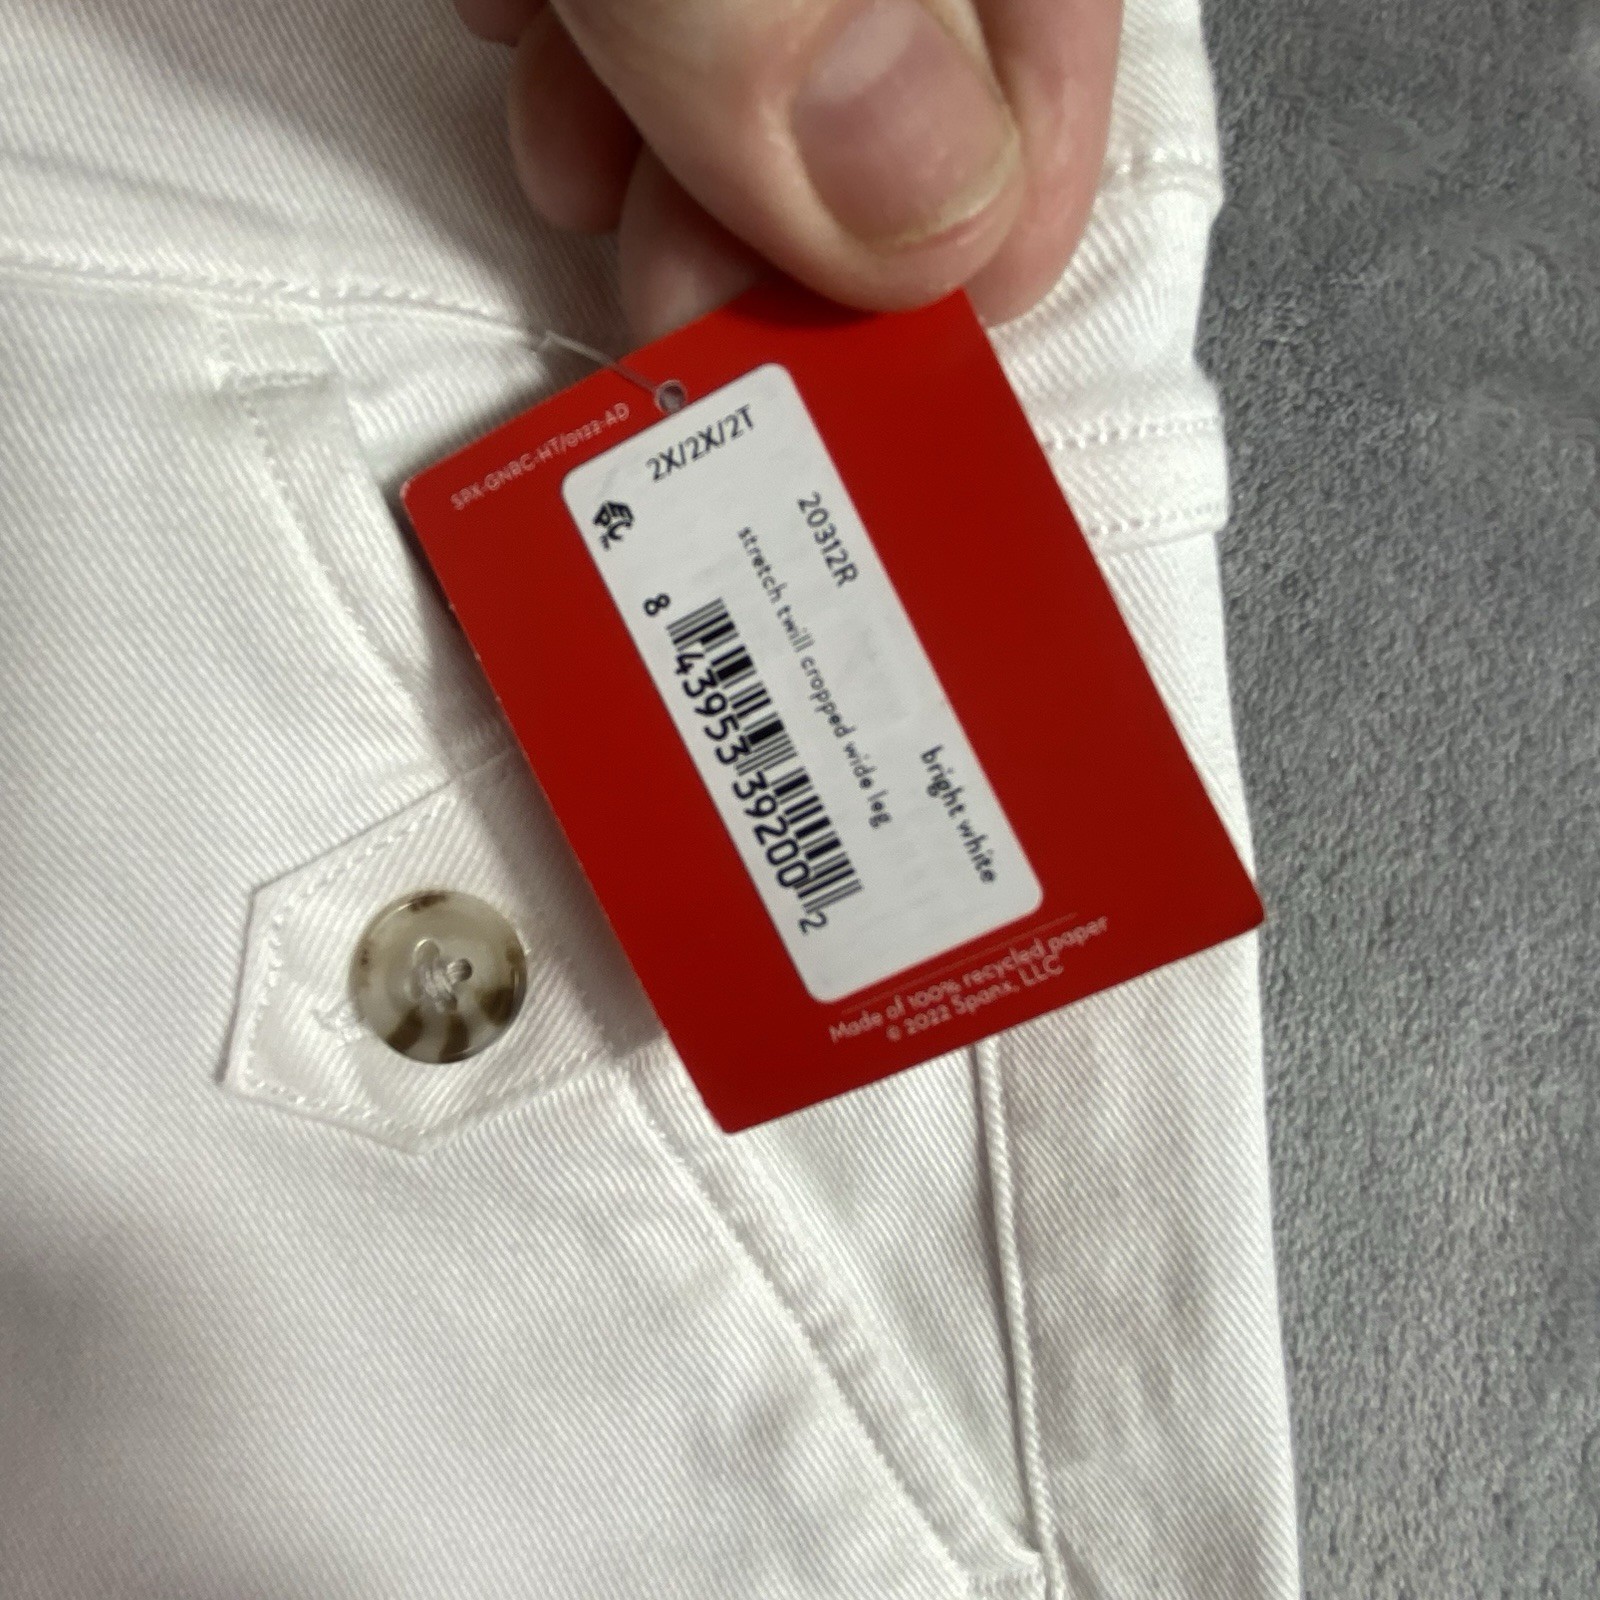 SPX-GNRC-HT/0122-AD
2X/2X/2T
EPC
20312R
stretch twill cropped wide leg
bright white
8 43953 39200 2
Made of 100% recycled paper
© 2022 Spanx, LLC